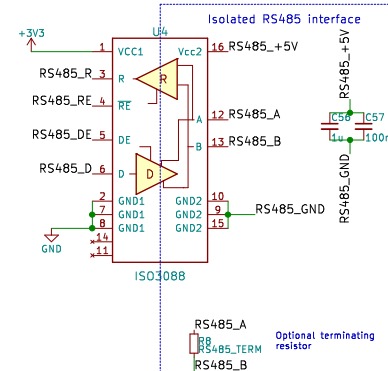 Isolated RS485 interface
U4
+3V3
1 VCC1 Vcc2 16 RS485_+5V
RS485_R 3 R R
RS485_RE 4 RE A 12 RS485_A
RS485_DE 5 DE B 13 RS485_B
RS485_D 6 D D
2 GND1 GND2 10
7 GND1 GND2 9 RS485_GND
8 GND1 GND2 15
GND
14
11
ISO3088
RS485_+5V
C56 C57
1u 100n
RS485_GND
RS485_A
R8
RS485_TERM
RS485_B
Optional terminating
resistor